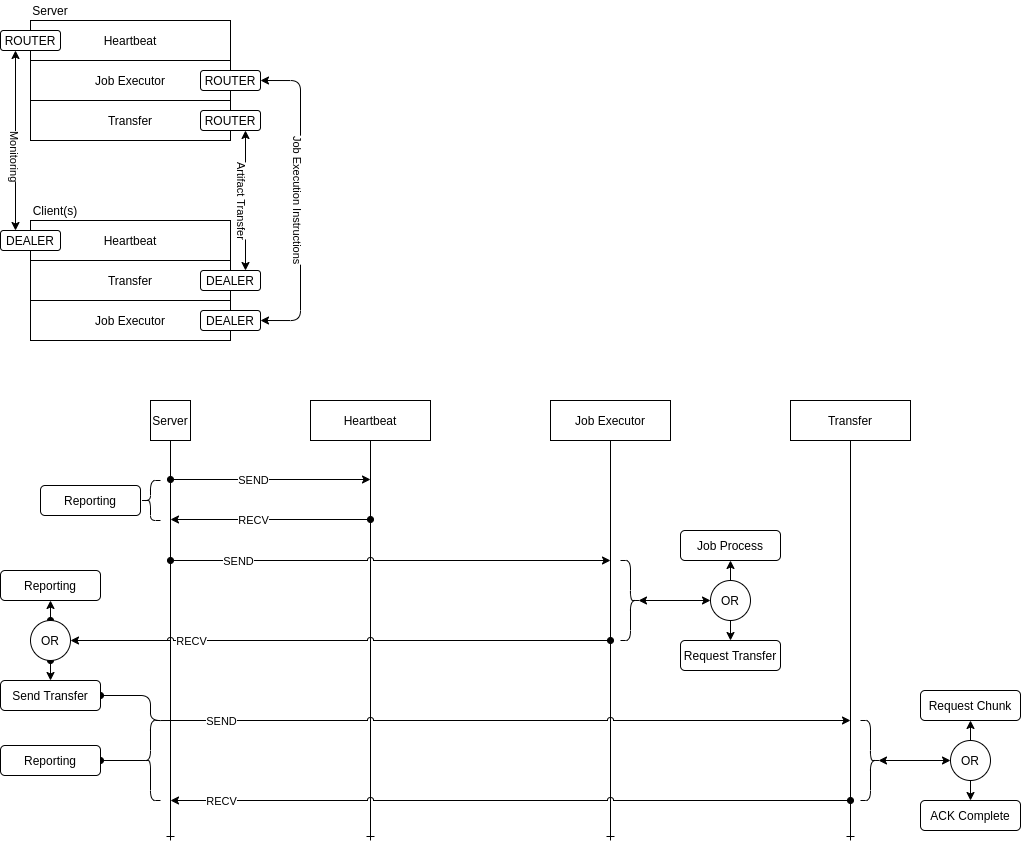 Server
ROUTER
Heartbeat
Job Executor
ROUTER
Transfer
ROUTER
Monitoring
Artifact Transfer
Job Execution Instructions
Client(s)
DEALER
Heartbeat
Transfer
DEALER
Job Executor
DEALER
Server
Heartbeat
Job Executor
Transfer
SEND
Reporting
RECV
Job Process
SEND
Reporting
OR
OR
RECV
Request Transfer
Send Transfer
Request Chunk
SEND
Reporting
OR
RECV
ACK Complete